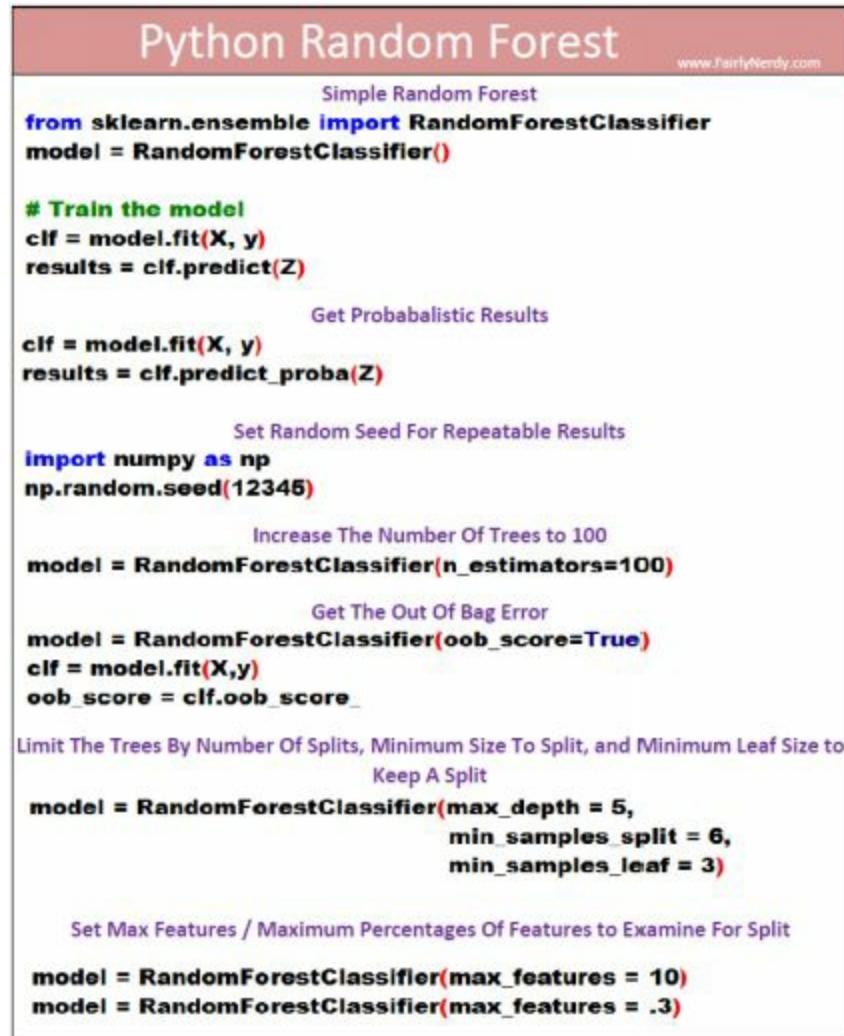 Python Random Forest
www.FairlyNerdy.com
Simple Random Forest
from sklearn.ensemble import RandomForestClassifier
model = RandomForestClassifier()
# Train the model
clf = model.fit(X, y)
results = clf.predict(Z)
Get Probabalistic Results
clf = model.fit(X, y)
results = clf.predict_proba(Z)
Set Random Seed For Repeatable Results
import numpy as np
np.random.seed(12345)
Increase The Number Of Trees to 100
model = RandomForestClassifier(n_estimators=100)
Get The Out Of Bag Error
model = RandomForestClassifier(oob_score=True)
clf = model.fit(X,y)
oob_score = clf.oob_score_
Limit The Trees By Number Of Splits, Minimum Size To Split, and Minimum Leaf Size to
Keep A Split
model = RandomForestClassifier(max_depth = 5,
min_samples_split = 6,
min_samples_leaf = 3)
Set Max Features / Maximum Percentages Of Features to Examine For Split
model = RandomForestClassifier(max_features = 10)
model = RandomForestClassifier(max_features = .3)